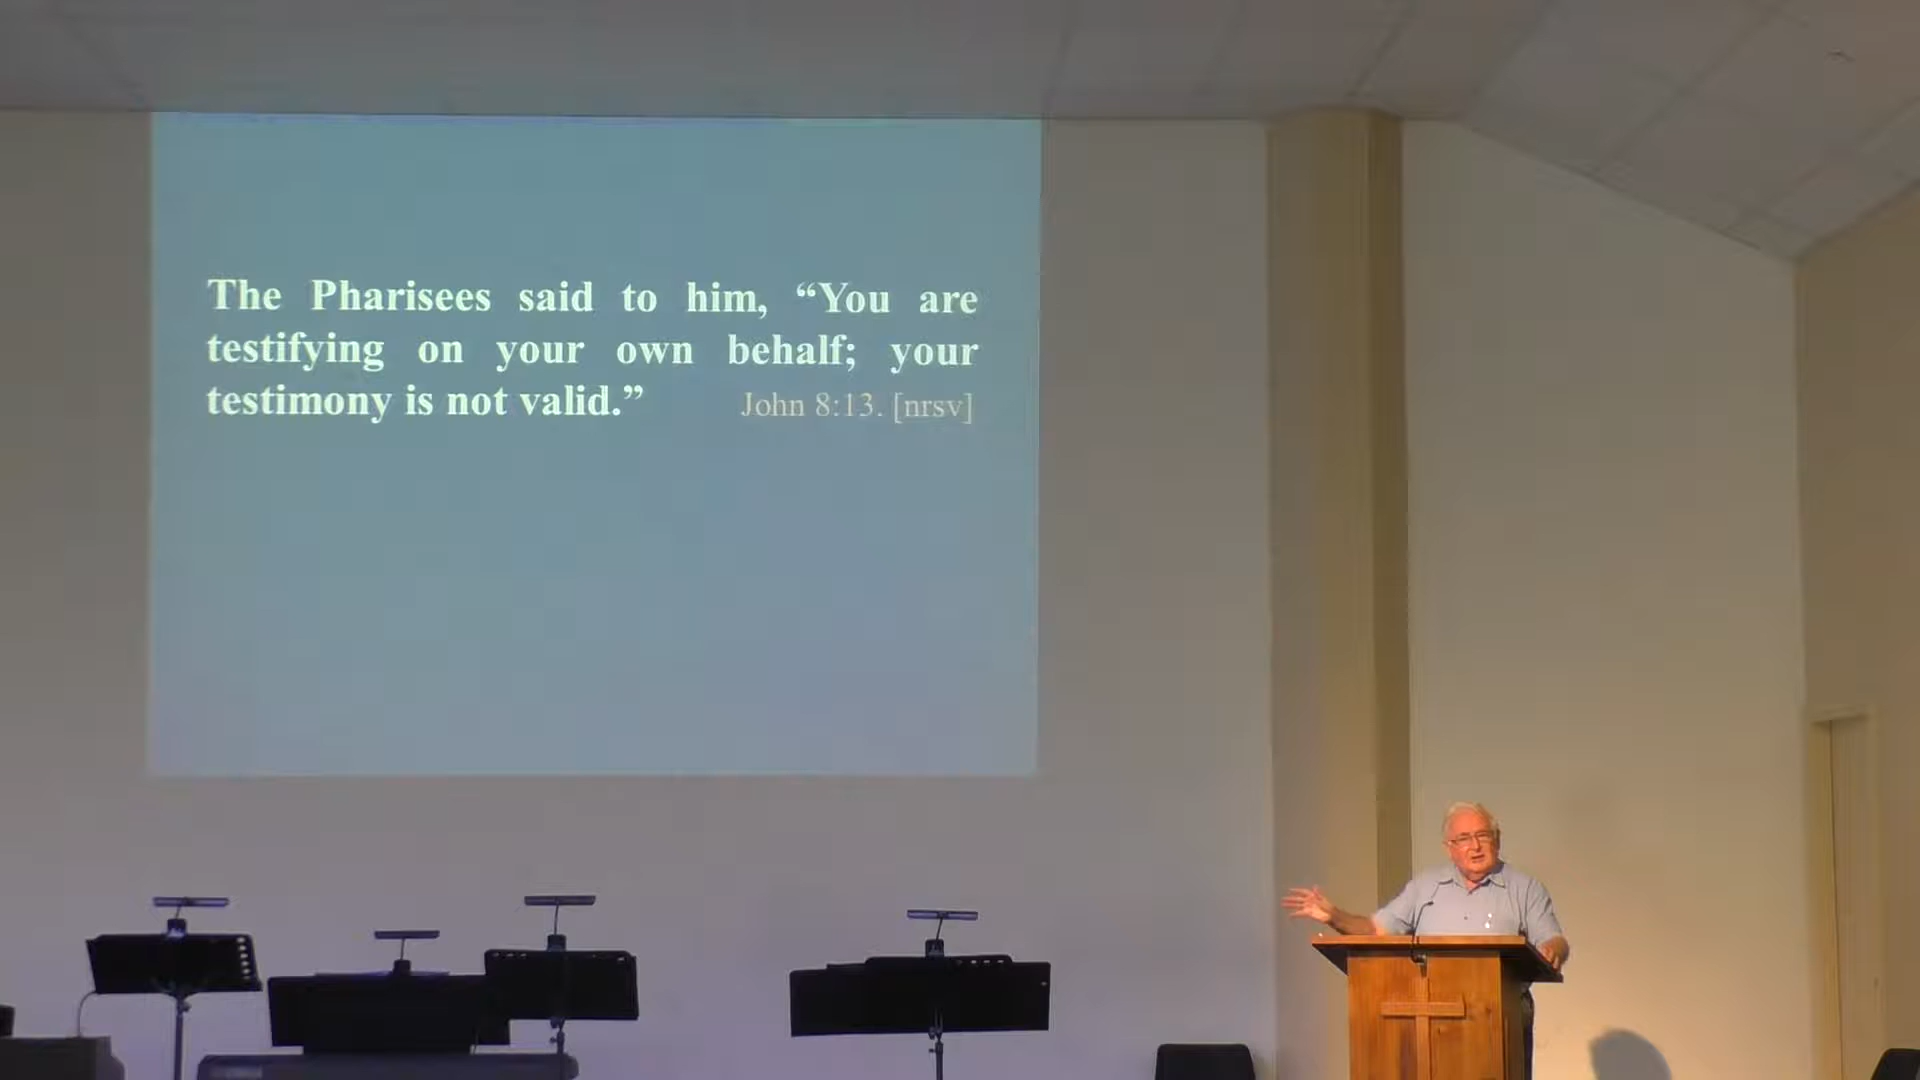 The Pharisees said to him, “You are
testifying on your own behalf; your
testimony is not valid.” John 8:13. [nrsv]